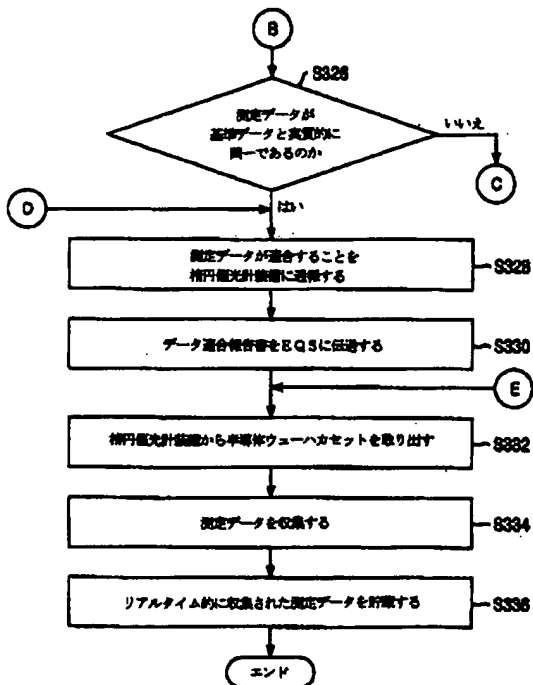 B
S326
測定データが
基準データと実質的に
同一であるのか
いいえ
C
D
はい
測定データが適合することを
楕円偏光計装備に通報する
S328
データ適合報告書をEQSに伝送する
S330
E
楕円偏光計装備から半導体ウェーハカセットを取り出す
S332
測定データを収集する
S334
リアルタイム的に収集された測定データを貯蔵する
S336
エンド